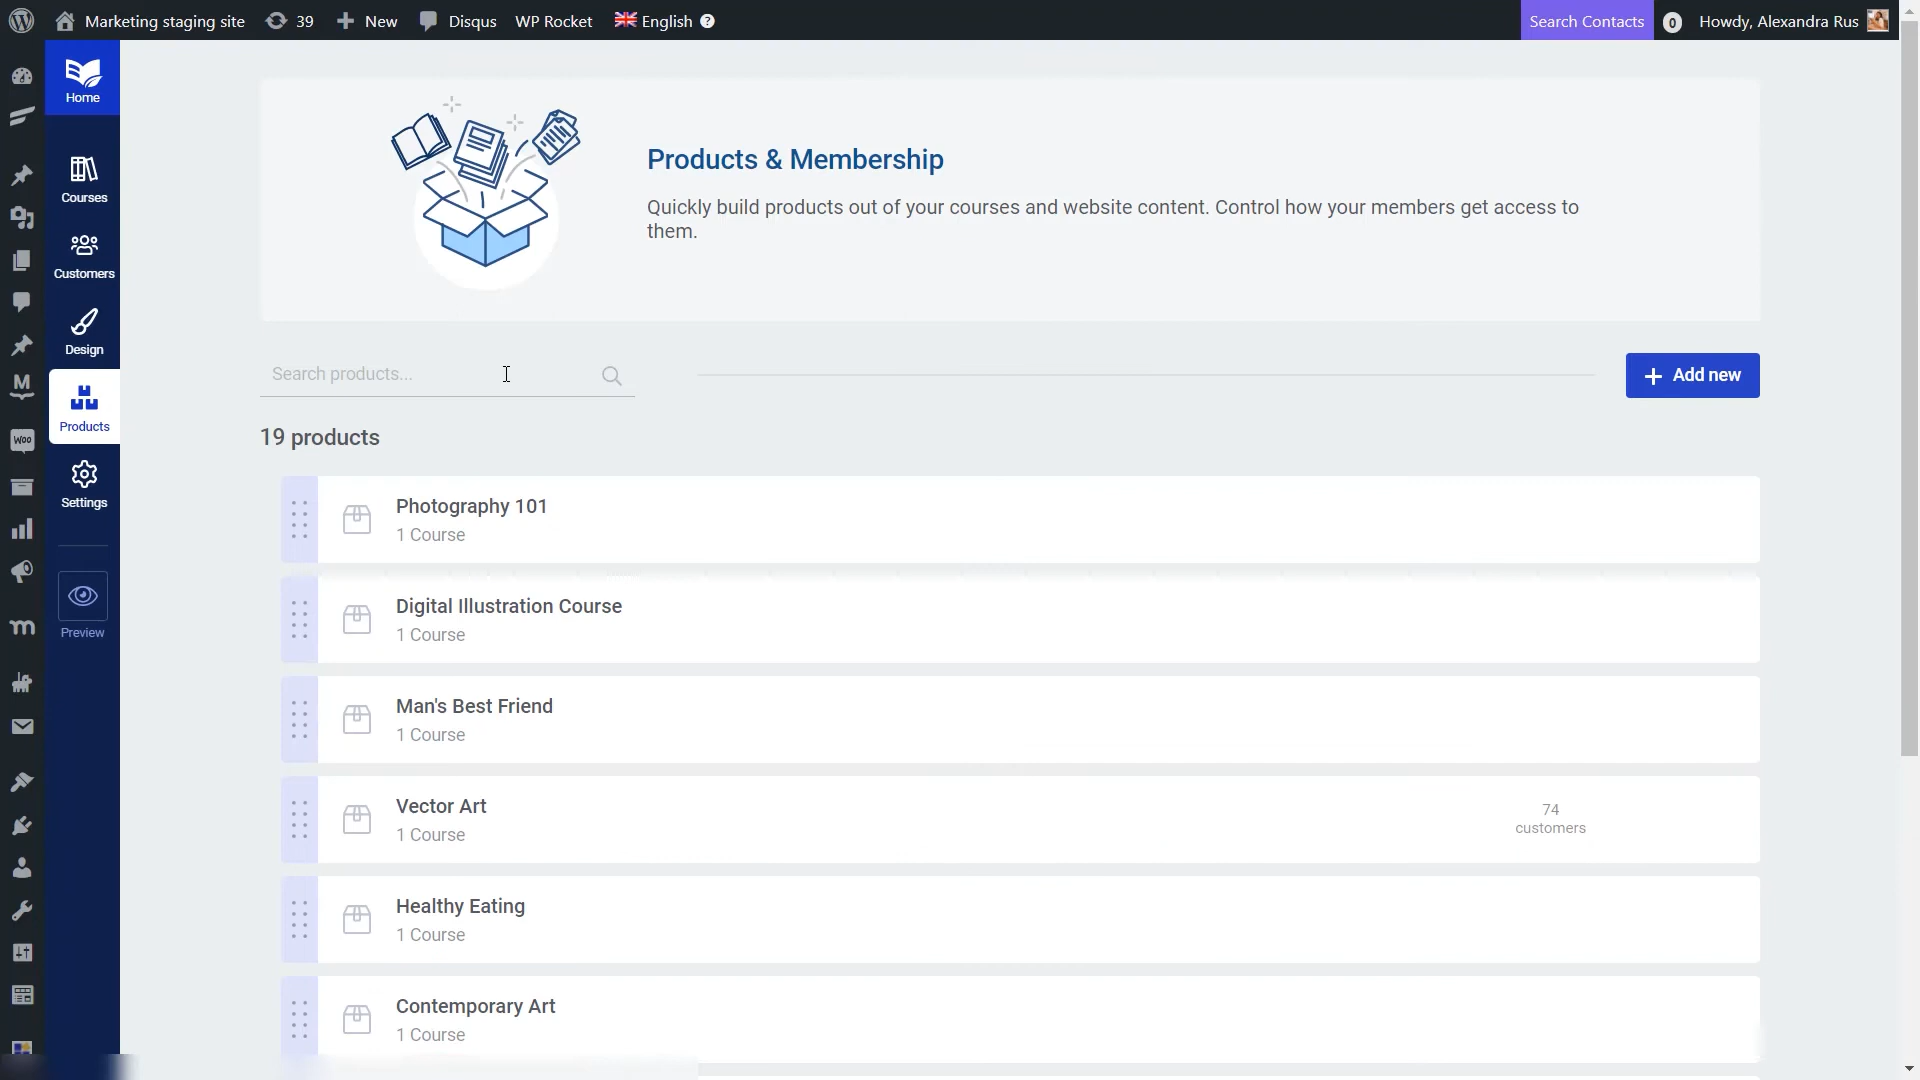 Marketing staging site
39
New
Disqus
WP Rocket
English
?
Search Contacts
0
Howdy, Alexandra Rus
Home
Courses
Customers
Design
Products
Settings
Preview
M
WOO
m
Products & Membership
Quickly build products out of your courses and website content. Control how your members get access to
them.
Search products...
+ Add new
19 products
Photography 101
1 Course
Digital Illustration Course
1 Course
Man's Best Friend
1 Course
Vector Art
1 Course
74
customers
Healthy Eating
1 Course
Contemporary Art
1 Course